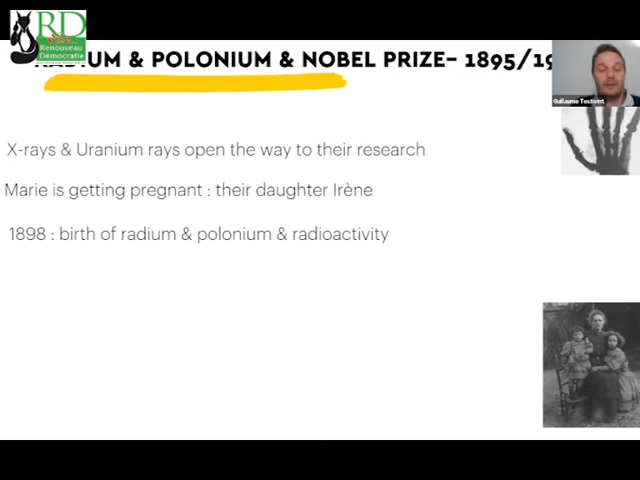 RD
Renouveau
Démocratie
RADIUM & POLONIUM & NOBEL PRIZE– 1895/19
Guillaume Tostivint
X-rays & Uranium rays open the way to their research
Marie is getting pregnant : their daughter Irène
1898 : birth of radium & polonium & radioactivity